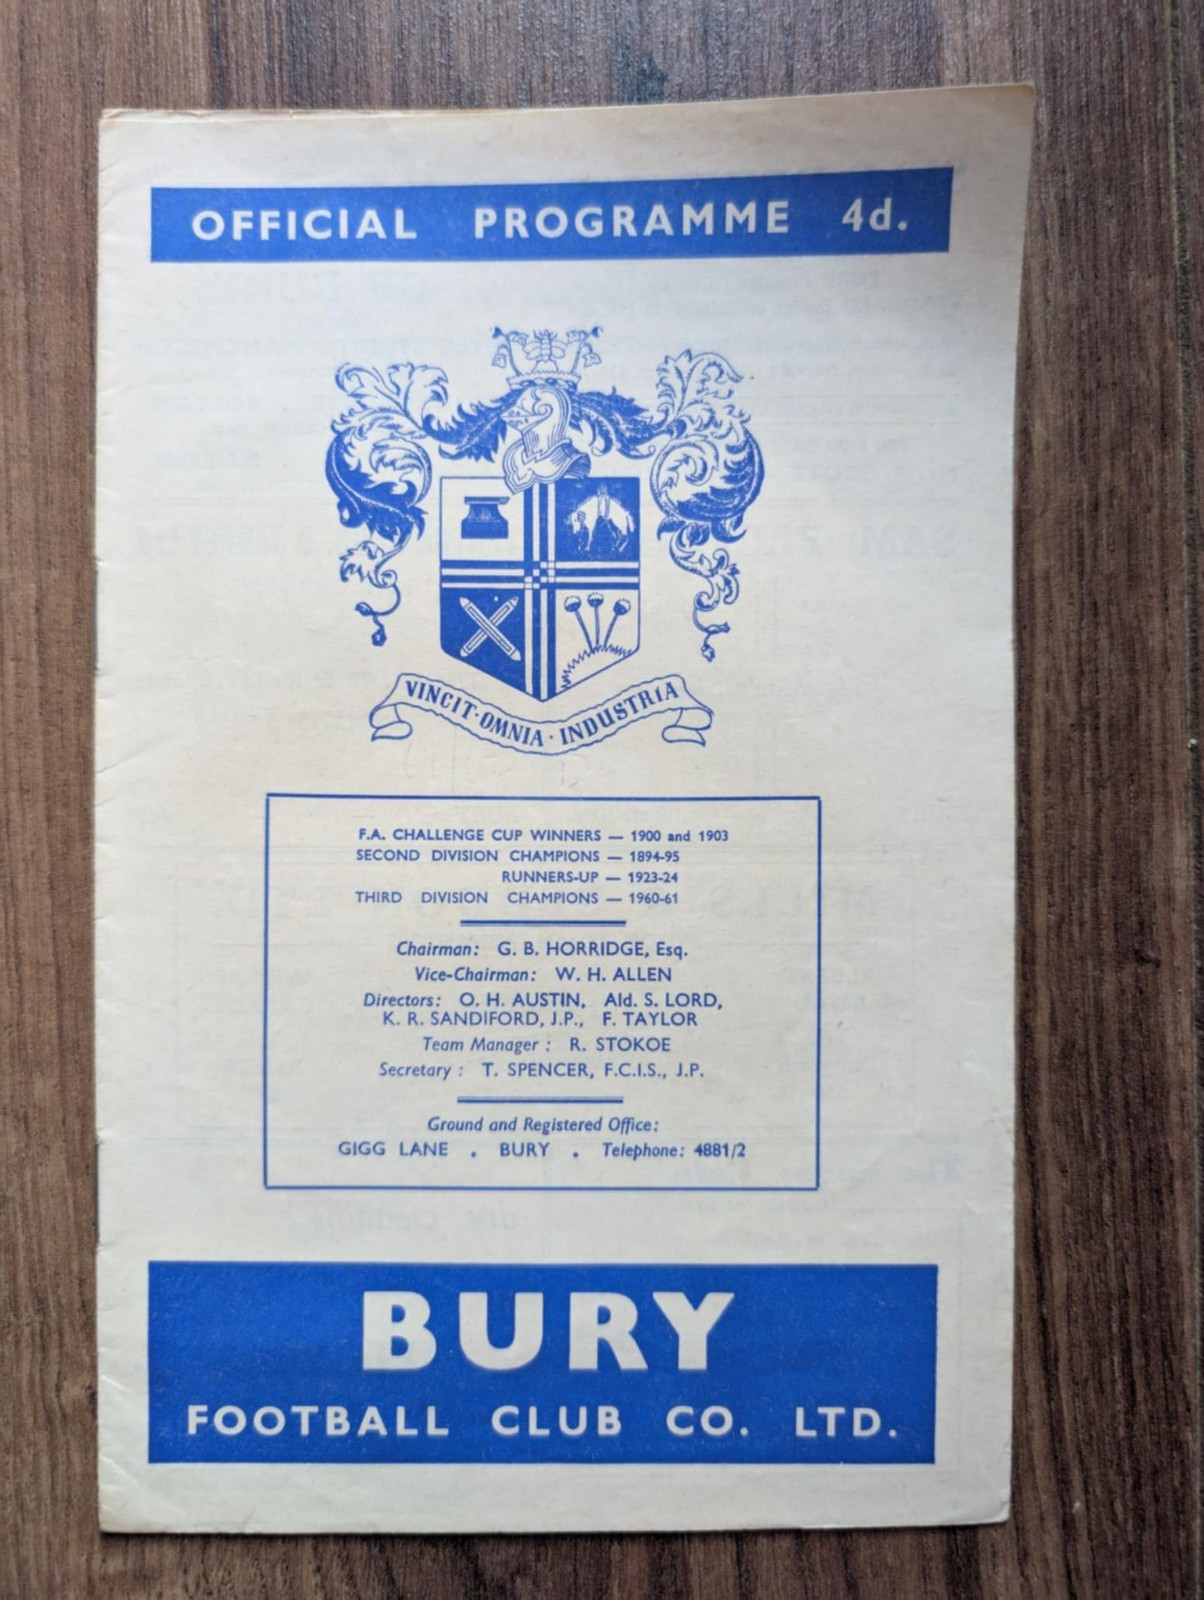 OFFICIAL PROGRAMME 4d.
VINCIT · OMNIA · INDUSTRIA
F.A. CHALLENGE CUP WINNERS — 1900 and 1903
SECOND DIVISION CHAMPIONS — 1894-95
RUNNERS-UP — 1923-24
THIRD DIVISION CHAMPIONS — 1960-61
Chairman: G. B. HORRIDGE, Esq.
Vice-Chairman: W. H. ALLEN
Directors: O. H. AUSTIN, Ald. S. LORD,
K. R. SANDIFORD, J.P., F. TAYLOR
Team Manager : R. STOKOE
Secretary : T. SPENCER, F.C.I.S., J.P.
Ground and Registered Office:
GIGG LANE . BURY . Telephone: 4881/2
BURY
FOOTBALL CLUB CO. LTD.